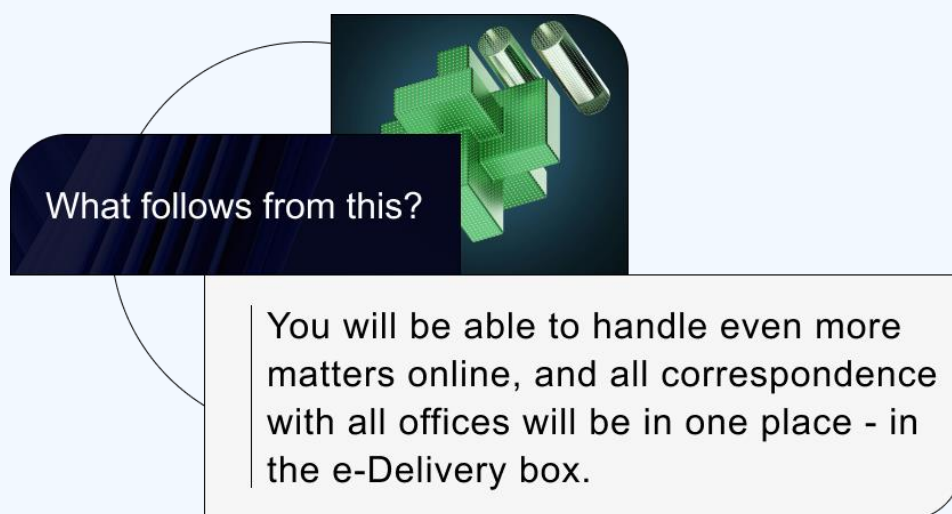 What follows from this?
You will be able to handle even more
matters online, and all correspondence
with all offices will be in one place - in
the e-Delivery box.